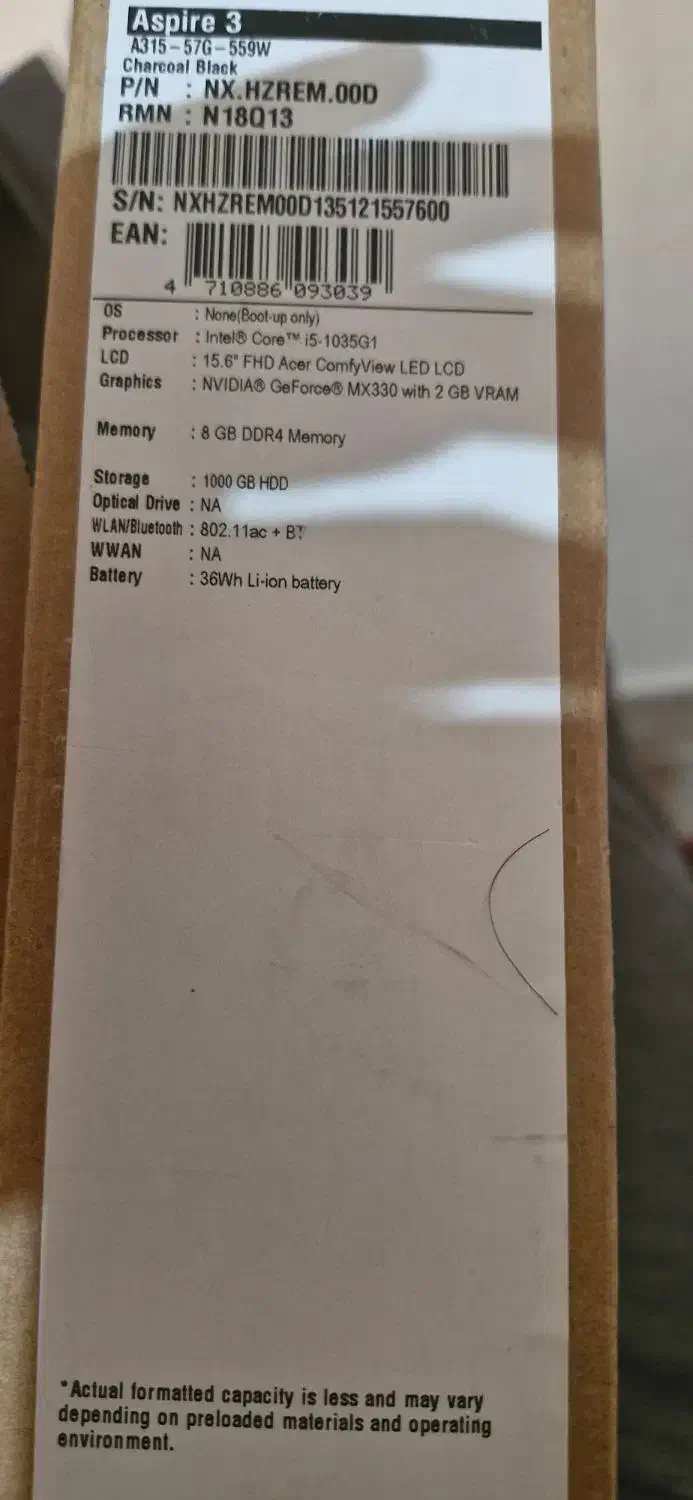 Aspire 3
A315-57G-559W
Charcoal Black
P/N : NX.HZREM.00D
RMN : N18Q13
S/N: NXHZREM00D135121557600
EAN:
4 710886 093039
OS : None(Boot-up only)
Processor : Intel® Core™ i5-1035G1
LCD : 15.6" FHD Acer ComfyView LED LCD
Graphics : NVIDIA® GeForce® MX330 with 2 GB VRAM
Memory : 8 GB DDR4 Memory
Storage : 1000 GB HDD
Optical Drive : NA
WLAN/Bluetooth : 802.11ac + BT
WWAN : NA
Battery : 36Wh Li-ion battery
*Actual formatted capacity is less and may vary
depending on preloaded materials and operating
environment.